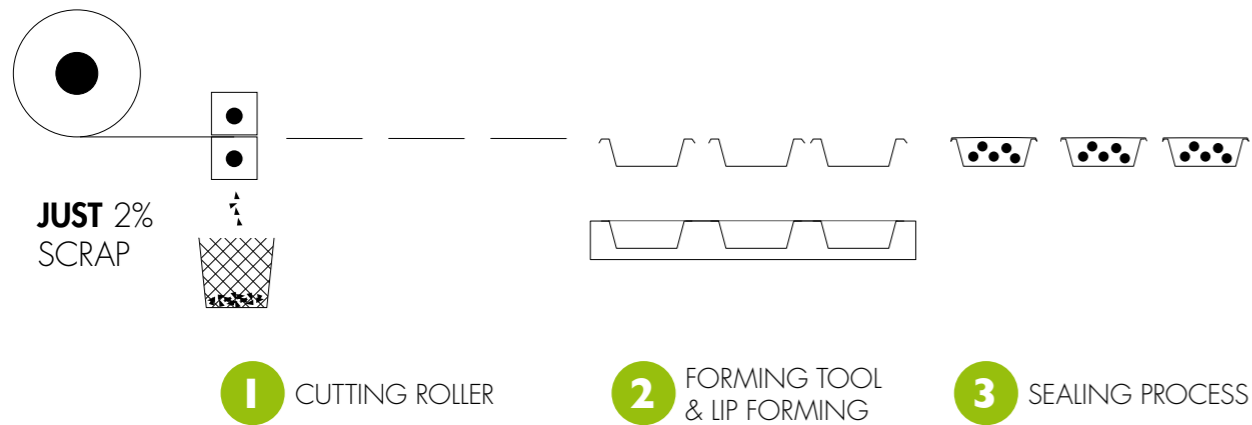 JUST 2%
SCRAP
1 CUTTING ROLLER
2 FORMING TOOL
& LIP FORMING
3 SEALING PROCESS